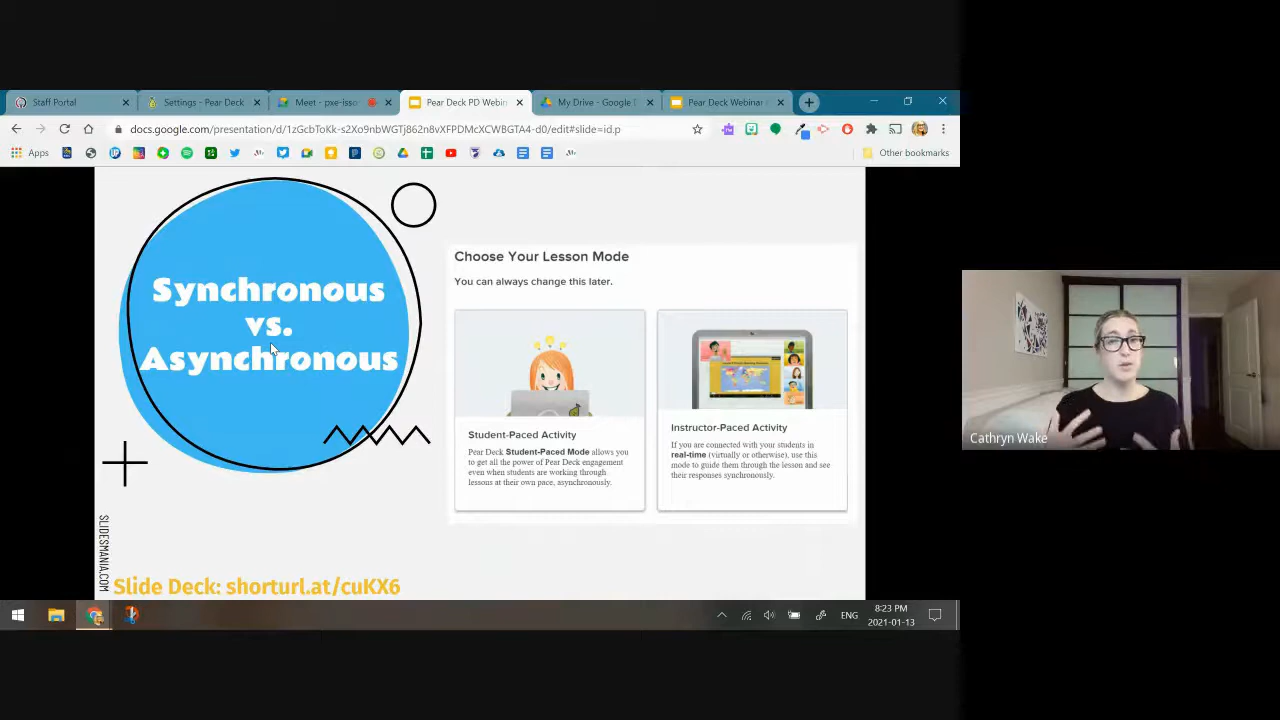 Staff Portal
Settings - Pear Deck
Meet - pxe-isso
Pear Deck PD Webin
My Drive - Google D
Pear Deck Webinar
docs.google.com/presentation/d/1zGcbToKk-s2Xo9nbWGTj862n8vXFPDMcXCWBGTA4-d0/edit#slide=id.p
Apps
Other bookmarks
Synchronous
vs.
Asynchronous
Choose Your Lesson Mode
You can always change this later.
Student-Paced Activity
Pear Deck Student-Paced Mode allows you
to get all the power of Pear Deck engagement
even when students are working through
lessons at their own pace, asynchronously.
Instructor-Paced Activity
If you are connected with your students in
real-time (virtually or otherwise), use this
mode to guide them through the lesson and see
their responses synchronously.
SLIDESMANIA.COM
Slide Deck: shorturl.at/cuKX6
Cathryn Wake
ENG
8:23 PM
2021-01-13